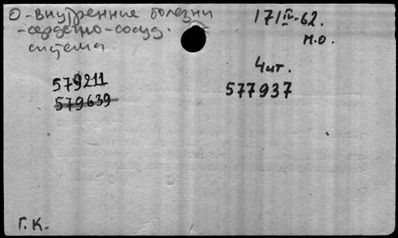 О - внутренние болезни
- сердечно-сосуд.
система
17/IV-62.
м.о.
Чит.
577937
579211
579639
Г.К.